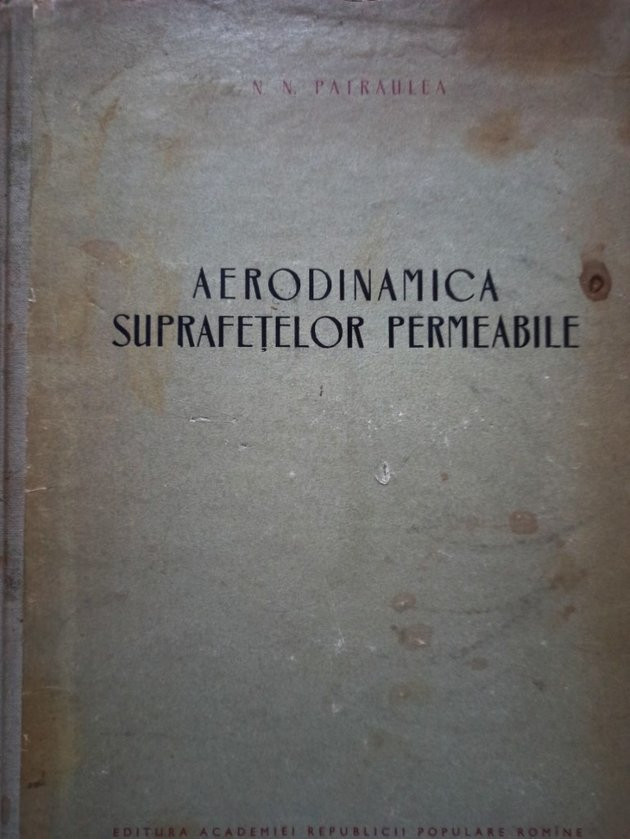 N. N. PATRAULEA
AERODINAMICA
SUPRAFEȚELOR PERMEABILE
EDITURA ACADEMIEI REPUBLICII POPULARE ROMÎNE